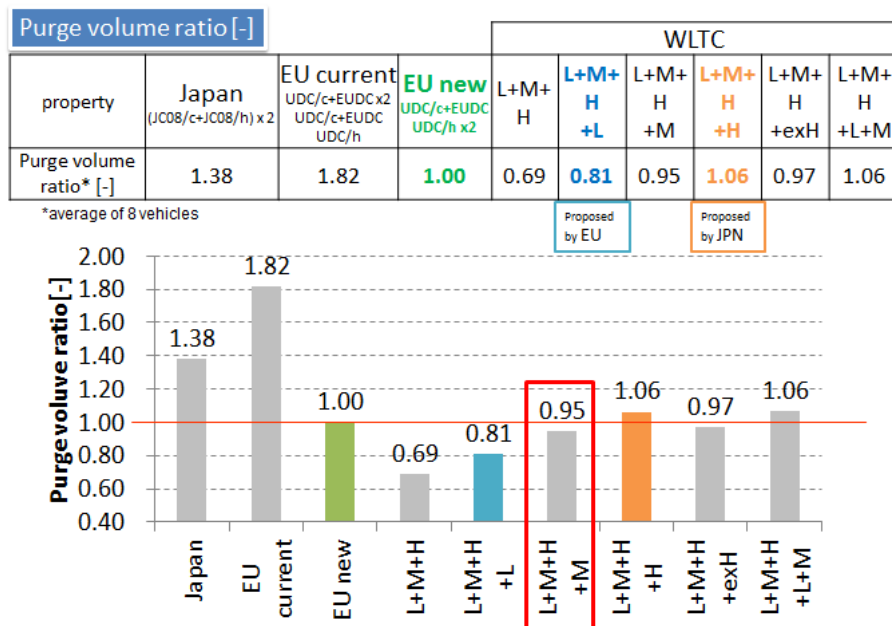 Purge volume ratio [-]
WLTC
property
Japan
(JC08/c+JC08/h) x 2
EU current
UDC/c+EUDC x2
UDC/c+EUDC
UDC/h
EU new
UDC/c+EUDC
UDC/h x2
L+M+
H
L+M+
H
+L
L+M+
H
+M
L+M+
H
+H
L+M+
H
+exH
L+M+
H
+L+M
Purge volume
ratio* [-]
1.38
1.82
1.00
0.69
0.81
0.95
1.06
0.97
1.06
*average of 8 vehicles
Proposed
by EU
Proposed
by JPN
Purge voluve ratio[-]
2.00
1.80
1.60
1.40
1.20
1.00
0.80
0.60
0.40
1.38
1.82
1.00
0.69
0.81
0.95
1.06
0.97
1.06
Japan
EU
current
EU new
L+M+H
L+M+H
+L
L+M+H
+M
L+M+H
+H
L+M+H
+exH
L+M+H
+L+M